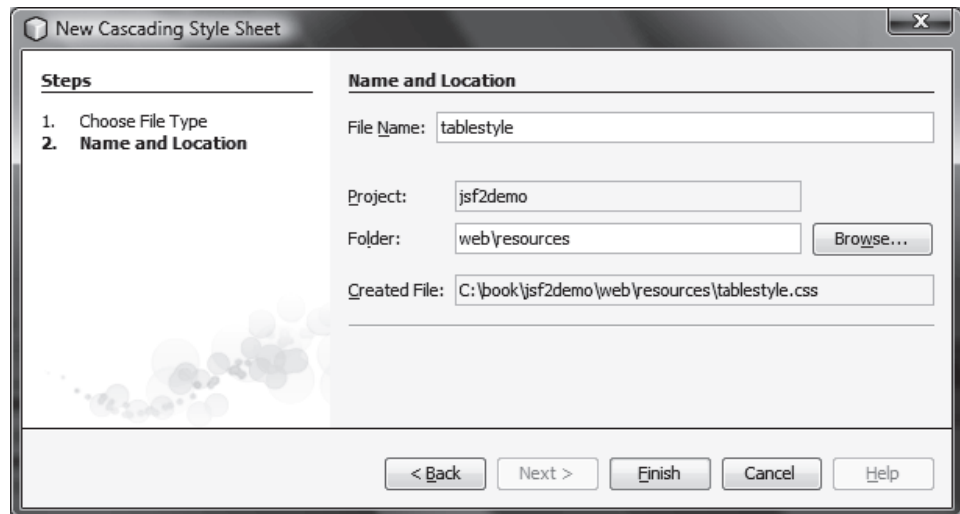 New Cascading Style Sheet
Steps
1. Choose File Type
2. Name and Location
Name and Location
File Name: tablestyle
Project: jsf2demo
Folder: web\resources Browse...
Created File: C:\book\jsf2demo\web\resources\tablestyle.css
< Back Next > Finish Cancel Help